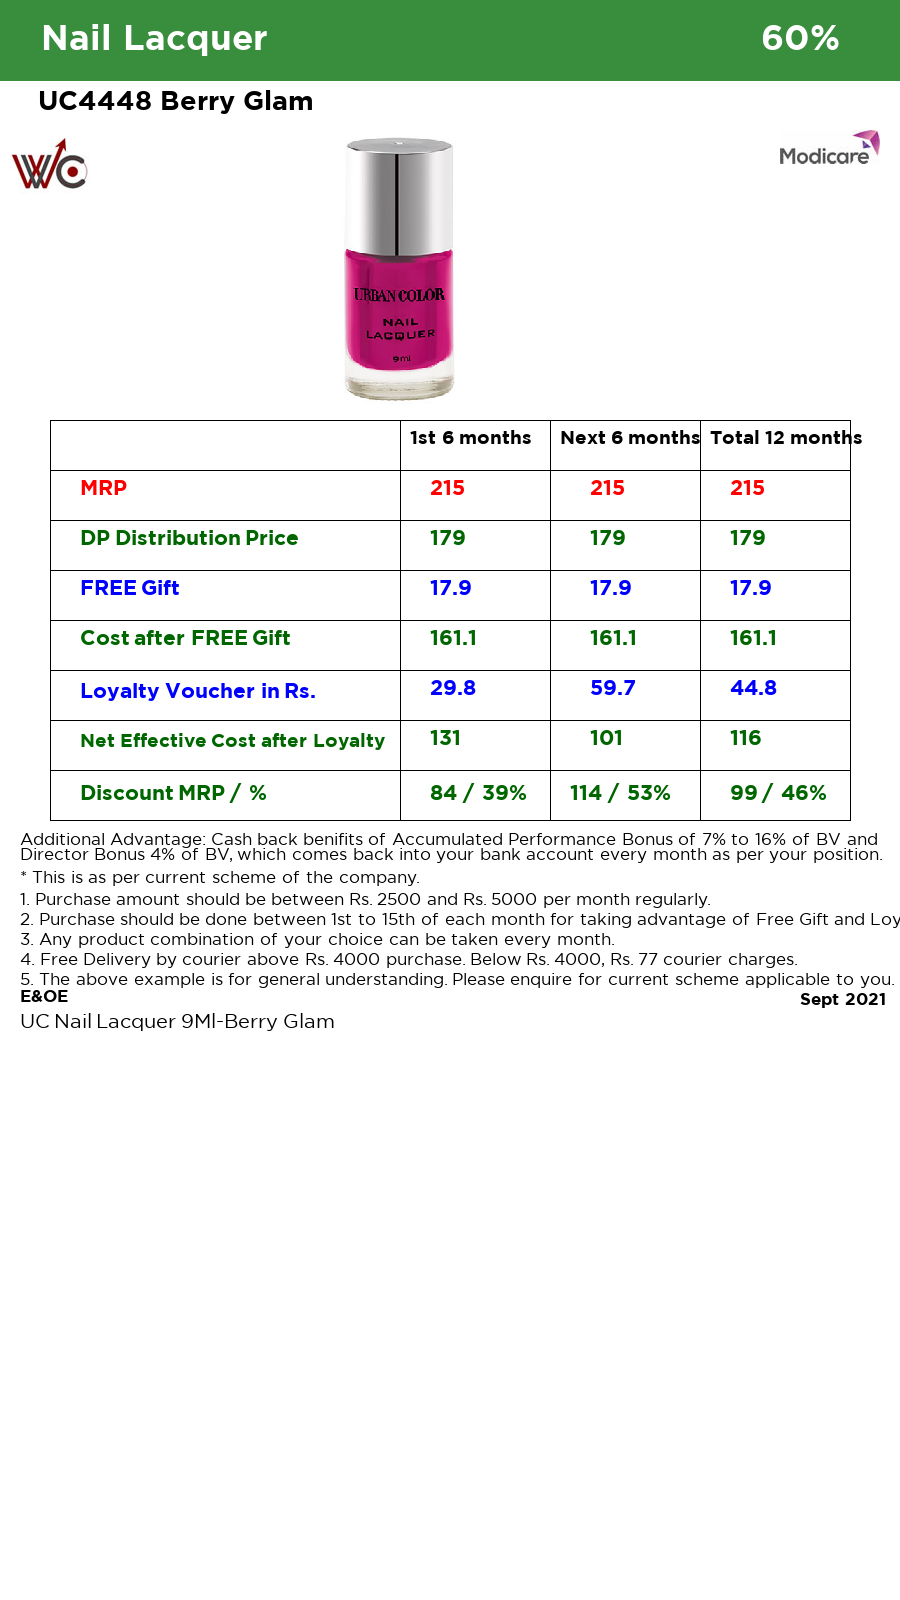 Nail Lacquer 60%
UC4448 Berry Glam
WC
Modicare
URBAN COLOR
NAIL
LACQUER
9ml
1st 6 months Next 6 months Total 12 months
MRP 215 215 215
DP Distribution Price 179 179 179
FREE Gift 17.9 17.9 17.9
Cost after FREE Gift 161.1 161.1 161.1
Loyalty Voucher in Rs. 29.8 59.7 44.8
Net Effective Cost after Loyalty 131 101 116
Discount MRP / % 84 / 39% 114 / 53% 99 / 46%
Additional Advantage: Cash back benifits of Accumulated Performance Bonus of 7% to 16% of BV and
Director Bonus 4% of BV, which comes back into your bank account every month as per your position.
* This is as per current scheme of the company.
1. Purchase amount should be between Rs. 2500 and Rs. 5000 per month regularly.
2. Purchase should be done between 1st to 15th of each month for taking advantage of Free Gift and Loy
3. Any product combination of your choice can be taken every month.
4. Free Delivery by courier above Rs. 4000 purchase. Below Rs. 4000, Rs. 77 courier charges.
5. The above example is for general understanding. Please enquire for current scheme applicable to you.
E&OE
Sept 2021
UC Nail Lacquer 9Ml-Berry Glam